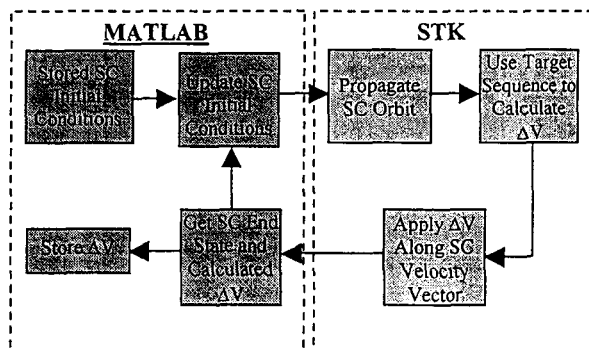 MATLAB
STK
Stored SC
Initial
Conditions
Update SC
Initial
Conditions
Propagate
SC Orbit
Use Target
Sequence to
Calculate
ΔV
Store ΔV
Get SC End
State and
Calculated
ΔV
Apply ΔV
Along SC
Velocity
Vector